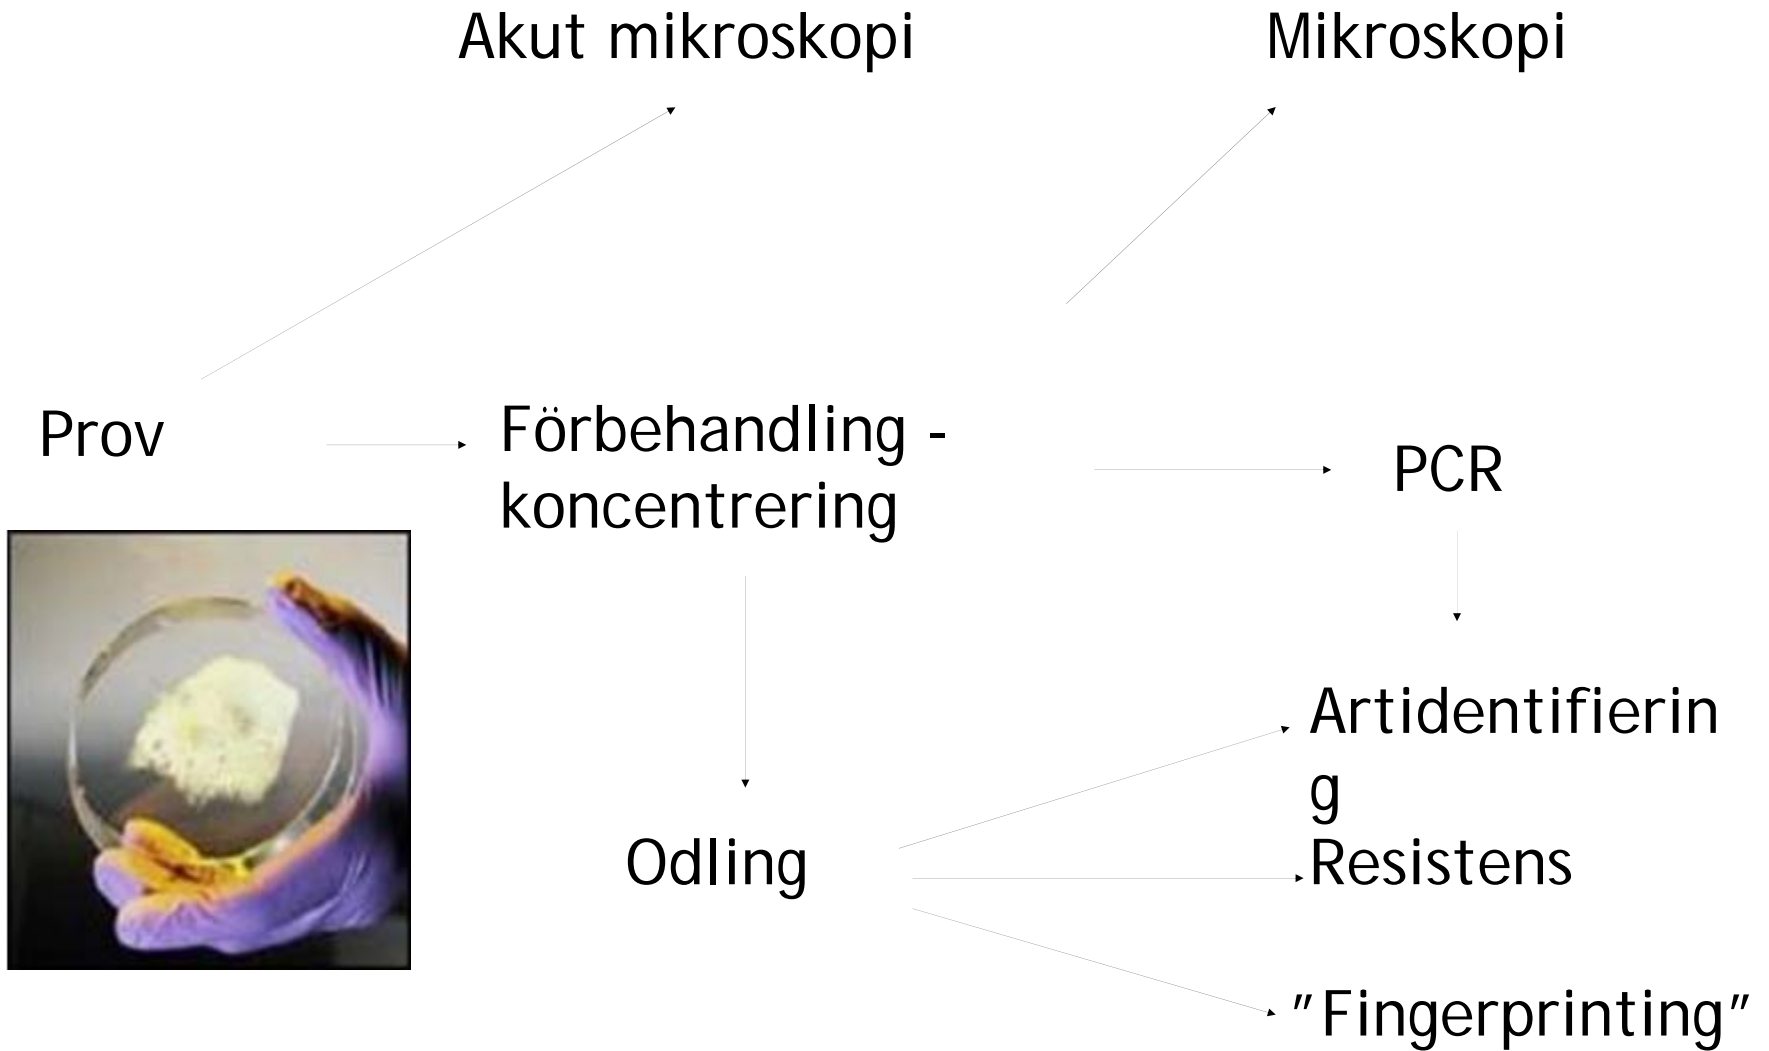 Akut mikroskopi
Mikroskopi
Prov
Förbehandling -
koncentrering
PCR
Artidentifierin
g
Odling
Resistens
"Fingerprinting"